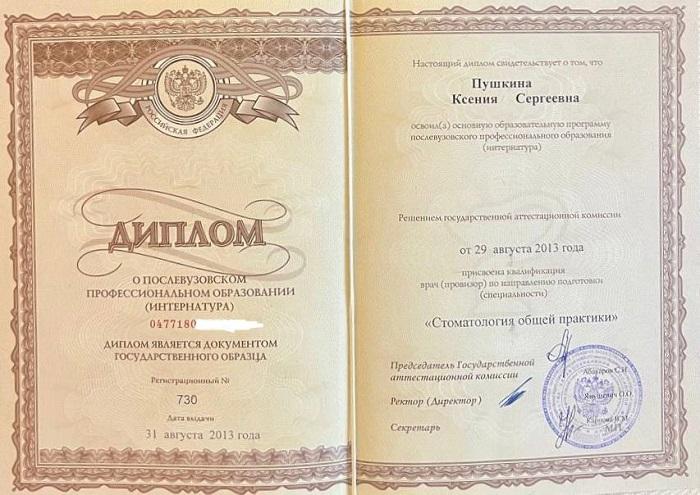 РОССИЙСКАЯ ФЕДЕРАЦИЯ
ДИПЛОМ
О ПОСЛЕВУЗОВСКОМ
ПРОФЕССИОНАЛЬНОМ ОБРАЗОВАНИИ
(ИНТЕРНАТУРА)
0477180
ДИПЛОМ ЯВЛЯЕТСЯ ДОКУМЕНТОМ
ГОСУДАРСТВЕННОГО ОБРАЗЦА
Регистрационный №
730
Дата выдачи
31 августа 2013 года
Настоящий диплом свидетельствует о том, что
Пушкина
Ксения Сергеевна
освоил(а) основную образовательную программу
послевузовского профессионального образования
(интернатура)
Решением государственной аттестационной комиссии
от 29 августа 2013 года
присвоена квалификация
врач (провизор) по направлению подготовки
(специальности)
«Стоматология общей практики»
Председатель Государственной
аттестационной комиссии
Ректор (Директор)
Янушевич О.О.
Секретарь
М.П.